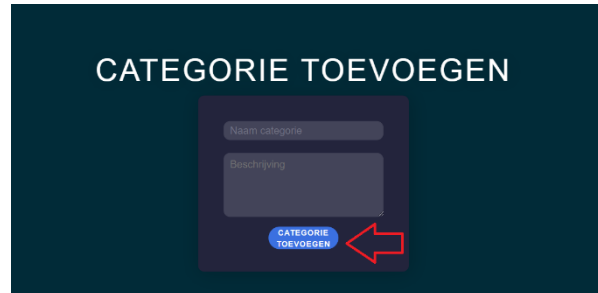 CATEGORIE TOEVOEGEN
Naam categorie
Beschrijving
CATEGORIE
TOEVOEGEN